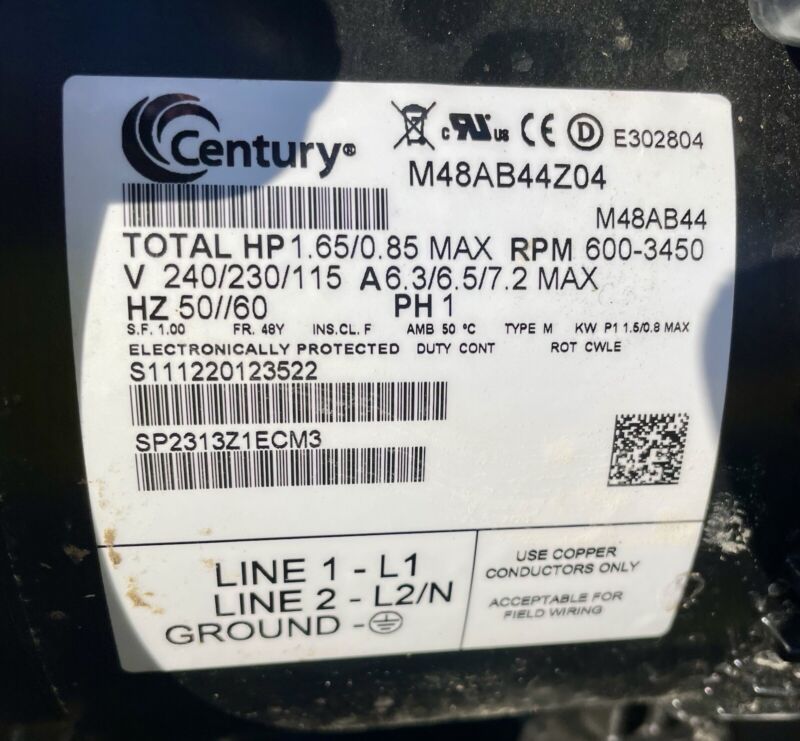 Century®
c UL us CE D E302804
M48AB44Z04
M48AB44
TOTAL HP 1.65/0.85 MAX RPM 600-3450
V 240/230/115 A 6.3/6.5/7.2 MAX
HZ 50//60 PH 1
S.F. 1.00 FR. 48Y INS.CL. F AMB 50 °C TYPE M KW P1 1.5/0.8 MAX
ELECTRONICALLY PROTECTED DUTY CONT ROT CWLE
S111220123522
SP2313Z1ECM3
LINE 1 - L1
LINE 2 - L2/N
GROUND -
USE COPPER
CONDUCTORS ONLY
ACCEPTABLE FOR
FIELD WIRING